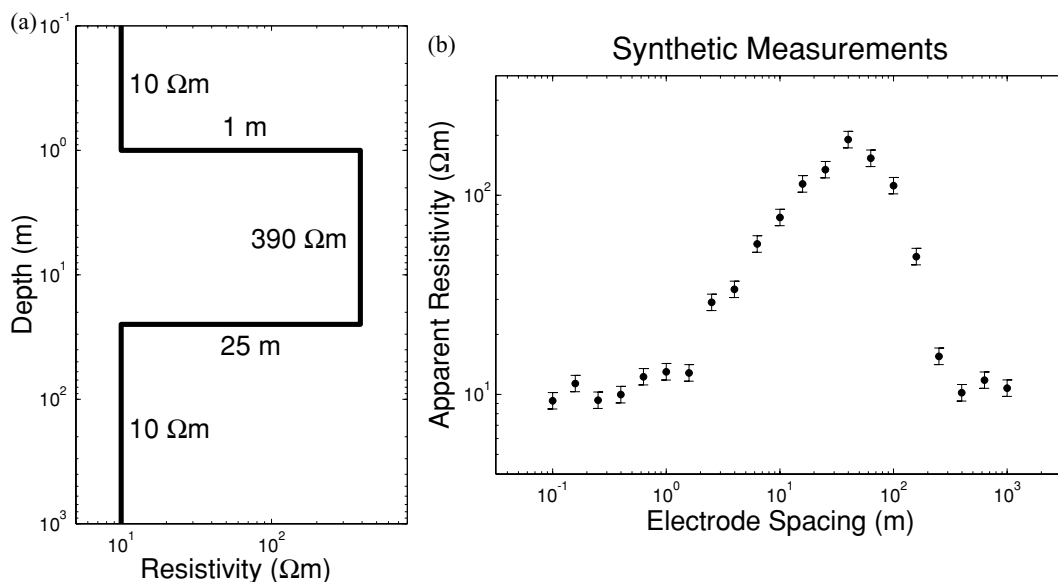 (a)
10⁻¹
10⁰
10¹
10²
10³
Depth (m)
10 Ωm
1 m
390 Ωm
25 m
10 Ωm
10¹
10²
Resistivity (Ωm)
(b)
Synthetic Measurements
Apparent Resistivity (Ωm)
10²
10¹
10⁻¹
10⁰
10¹
10²
10³
Electrode Spacing (m)